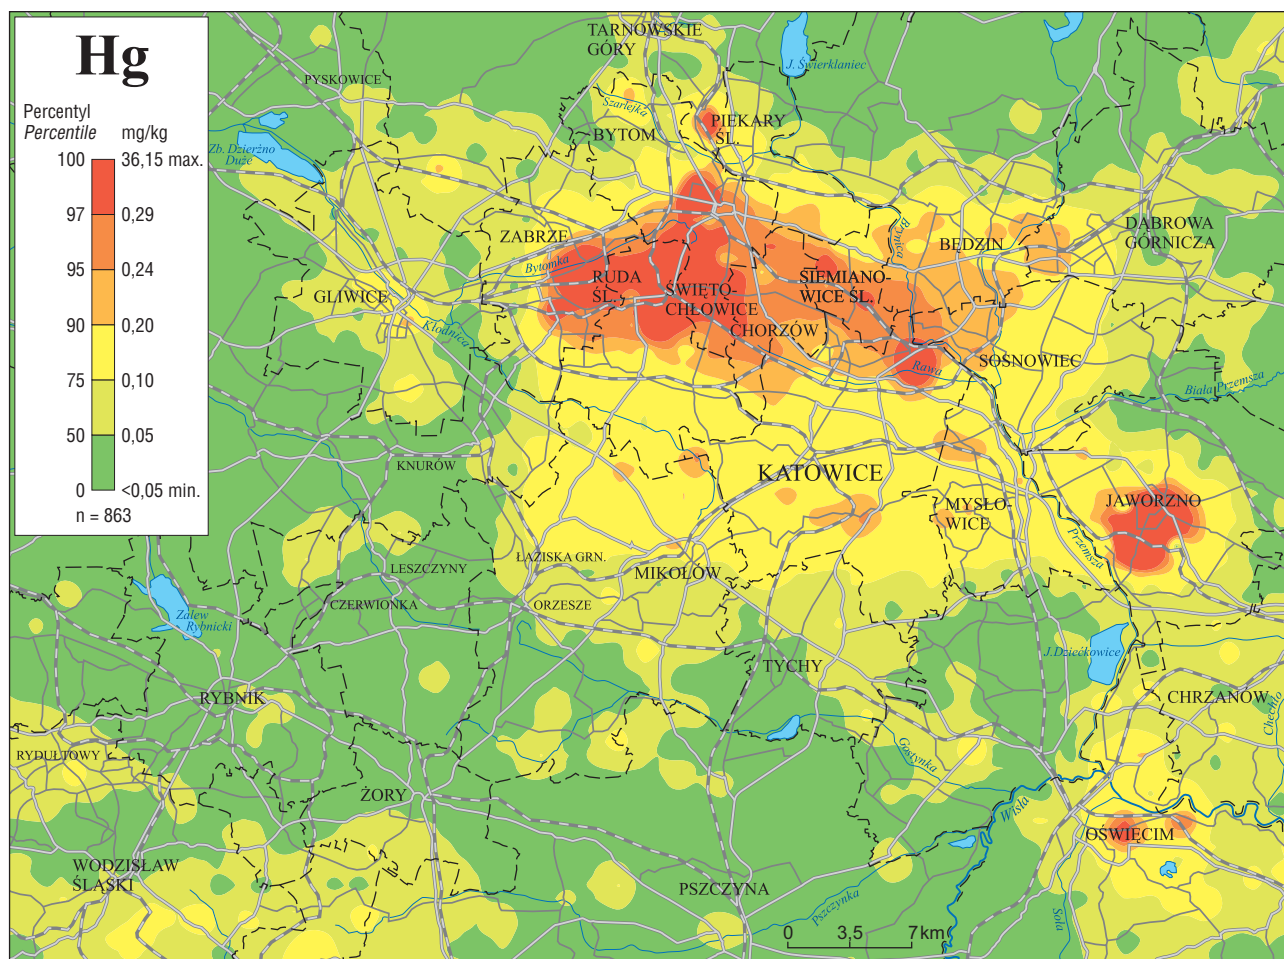 Hg
Percentyl
Percentile mg/kg
100 36,15 max.
97 0,29
95 0,24
90 0,20
75 0,10
50 0,05
0 <0,05 min.
n = 863
TARNOWSKIE
GÓRY
J. Świerklaniec
PYSKOWICE
Szarlejka
PIEKARY
ŚL.
BYTOM
Zb. Dzierżno
Duże
Brynica
DĄBROWA
GÓRNICZA
ZABRZE
BĘDZIN
Bytomka
RUDA
ŚL.
SIEMIANO-
WICE ŚL.
ŚWIĘTO-
CHŁOWICE
GLIWICE
CHORZÓW
Kłodnica
SOSNOWIEC
Rawa
Biała Przemsza
KNURÓW
KATOWICE
JAWORZNO
MYSŁO-
WICE
Przemsza
ŁAZISKA GRN.
LESZCZYNY
MIKOŁÓW
CZERWIONKA
ORZESZE
Zalew
Rybnicki
J.Dziećkowice
TYCHY
RYBNIK
CHRZANÓW
Chechło
RYDUŁTOWY
Gostynka
ŻORY
Wisła
OŚWIĘCIM
WODZISŁAW
ŚLĄSKI
PSZCZYNA
Pszczynka
Soła
0 3,5 7 km